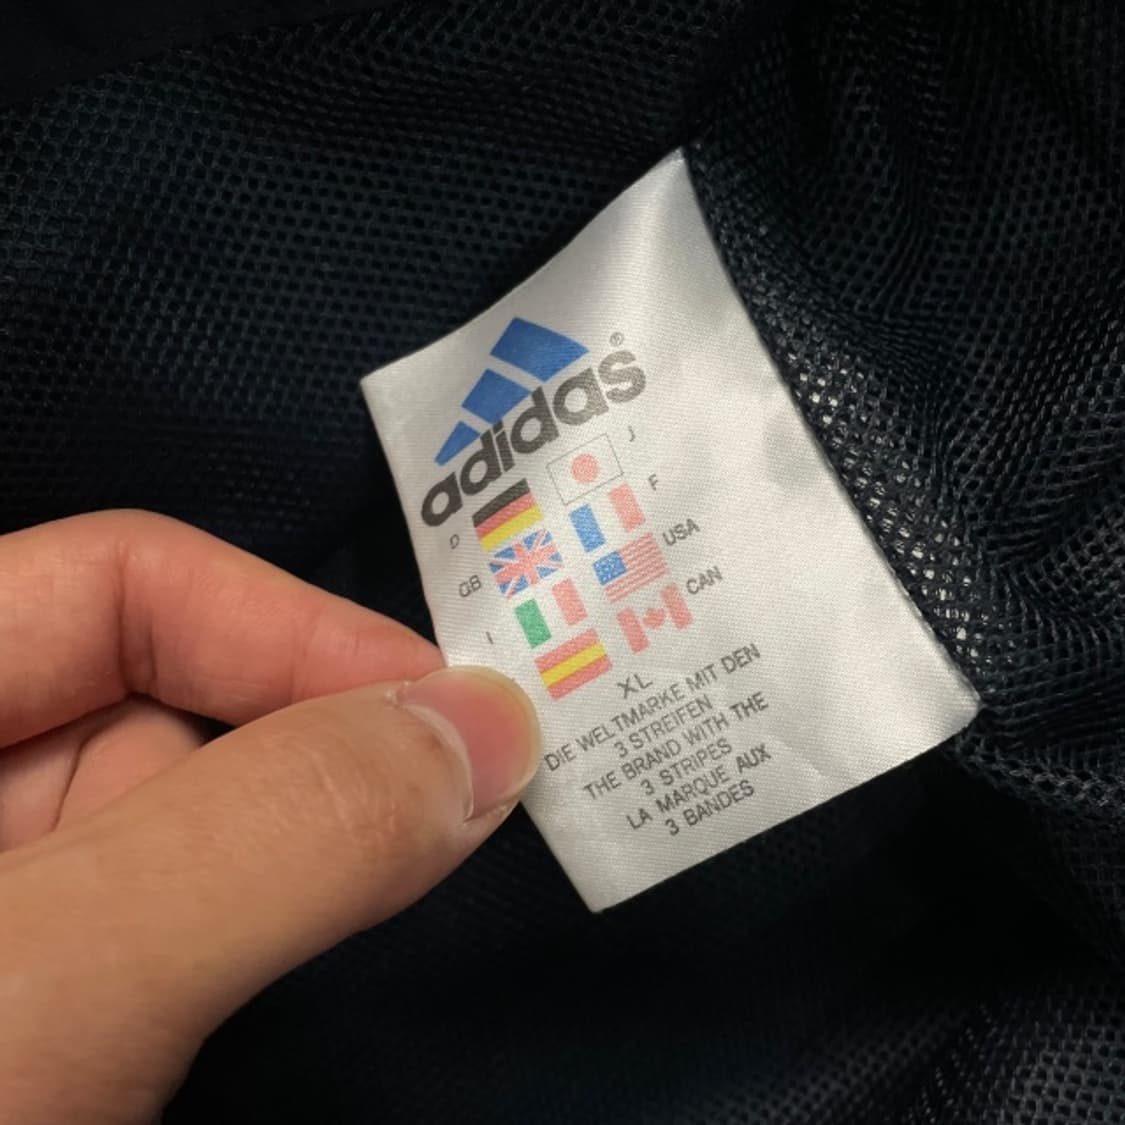 adidas®
D
J
GB
F
I
USA
CAN
XL
DIE WELTMARKE MIT DEN
3 STREIFEN
THE BRAND WITH THE
3 STRIPES
LA MARQUE AUX
3 BANDES